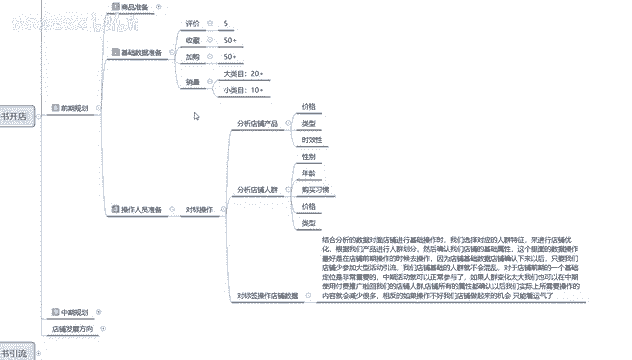 商品准备
基础数据准备
评价
5
收藏
50+
加购
50+
销量
大类目：20+
小类目：10+
书开店
前期规划
操作人员准备
对标操作
分析店铺产品
价格
类型
时效性
分析店铺人群
性别
年龄
购买习惯
价格
类型
对标签操作店铺数据
结合分析的数据对面店铺进行基础操作时，我们选择对应的人群特征，来进行店铺优
化，根据我们产品进行人群划分，然后确认我们店铺的基础属性，这个里面的数据操作
最好是在店铺前期操作的时候去操作，因为店铺基础数据店铺确认下来以后，只要我们
店铺少参加大型活动引流，我们店铺基础的人群就不会混乱，对于店铺前期的一个基础
定位是非常重要的，中期活动就可以正常参与了，如果人群变化太大我们也可以在中期
使用付费推广拉回我们的店铺人群,店铺所有的属性都确认以后我们实际上所需要操作的
内容就会减少很多，相反的如果操作不好我们店铺做起来的机会 只能看运气了
中期规划
店铺发展方向
书引流